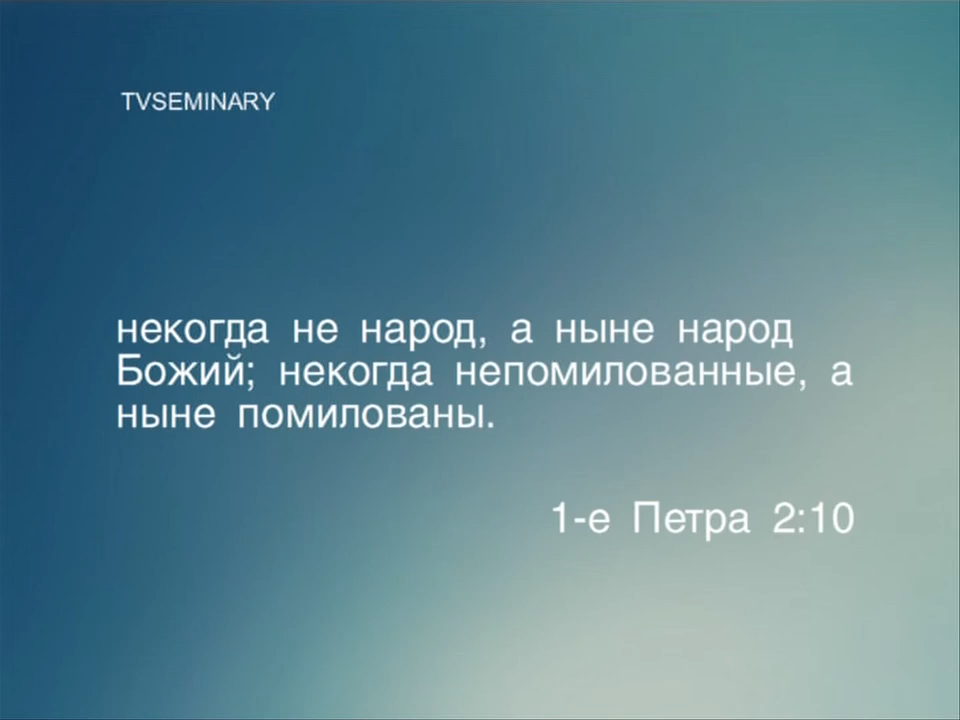 TVSEMINARY
некогда не народ, а ныне народ
Божий; некогда непомилованные, а
ныне помилованы.
1-е Петра 2:10